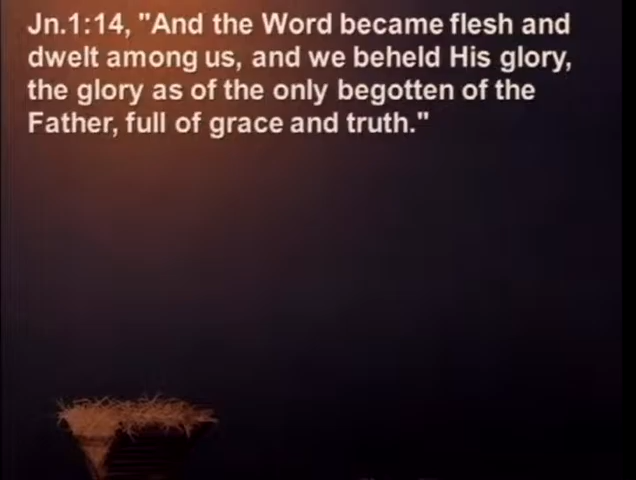 Jn.1:14, "And the Word became flesh and
dwelt among us, and we beheld His glory,
the glory as of the only begotten of the
Father, full of grace and truth."